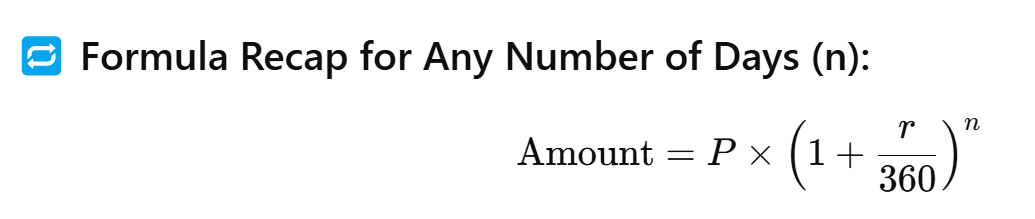 🔁 Formula Recap for Any Number of Days (n):
Amount = P × (1 + r/360)^n